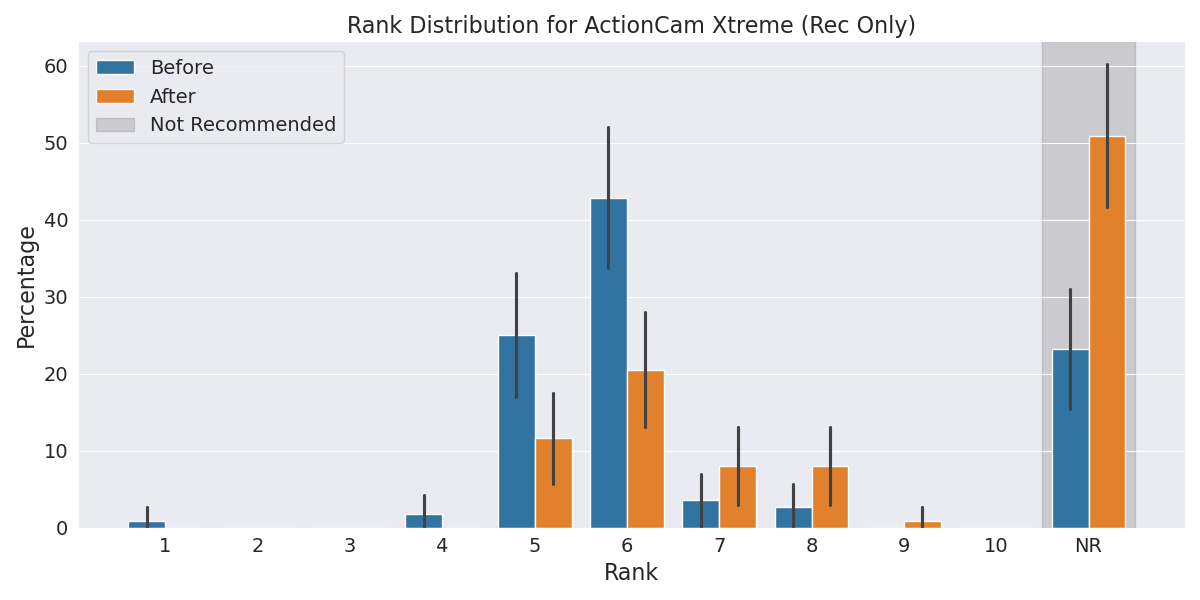 Rank Distribution for ActionCam Xtreme (Rec Only)
Before
After
Not Recommended
Percentage
60
50
40
30
20
10
0
1 2 3 4 5 6 7 8 9 10 NR
Rank